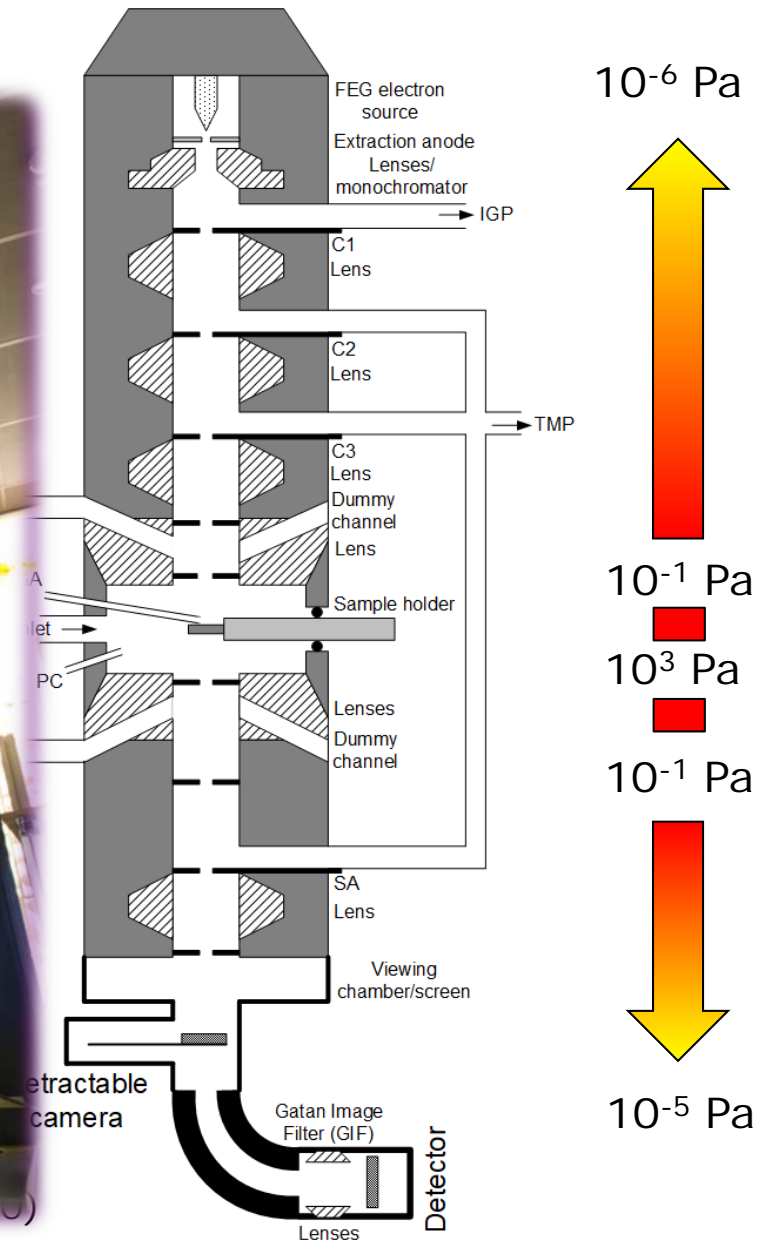 FEG electron
source
Extraction anode
Lenses/
monochromator
IGP
C1
Lens
C2
Lens
TMP
C3
Lens
Dummy
channel
Lens
Sample holder
PC
Lenses
Dummy
channel
SA
Lens
Viewing
chamber/screen
camera
Gatan Image
Filter (GIF)
Detector
Lenses
10⁻⁶ Pa
10⁻¹ Pa
10³ Pa
10⁻¹ Pa
10⁻⁵ Pa